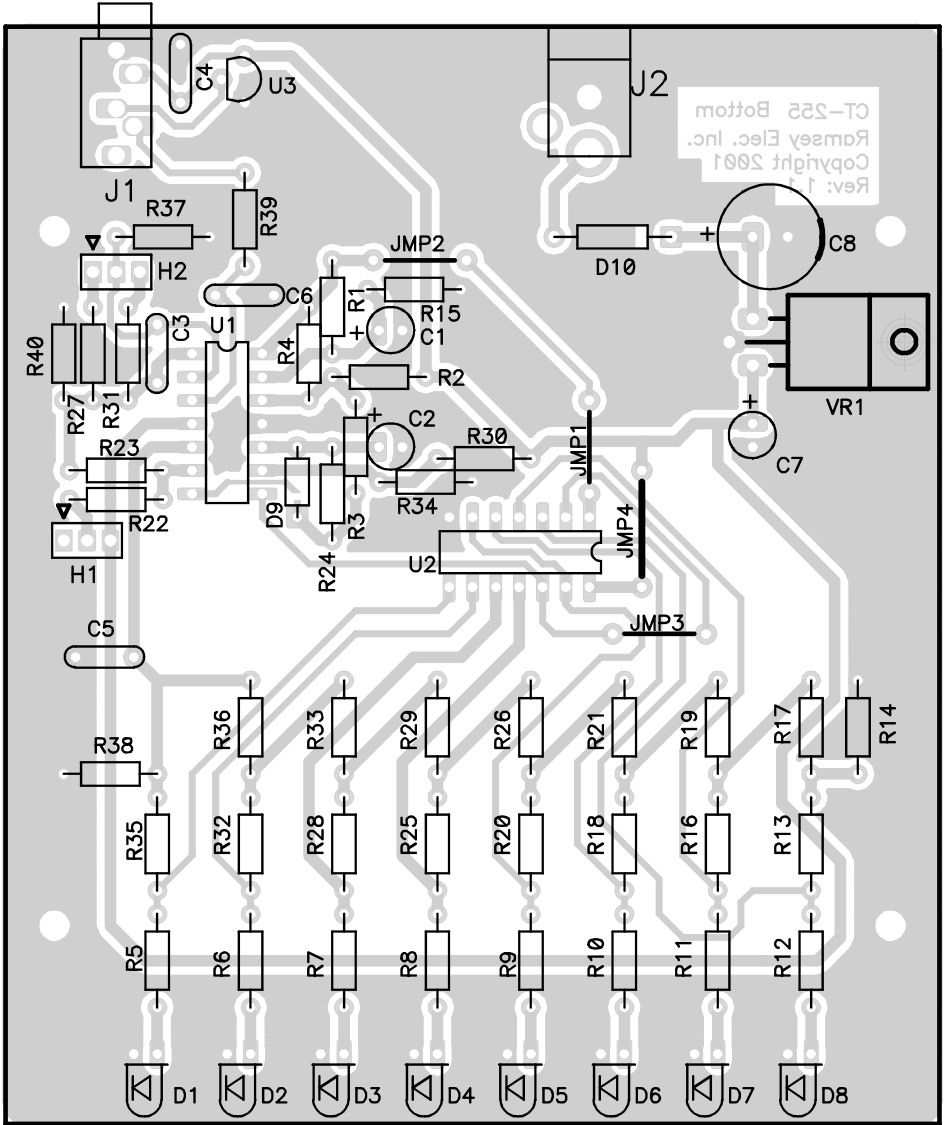 C4
U3
J2
CT-255 Bottom
Ramsey Elec. Inc.
Copyright 2001
Rev: 1.1
J1
R37
R39
JMP2
+
C8
D10
H2
C6
R1
R15
U1
C3
R40
R4
+
C1
R2
VR1
R27
R31
+
C2
+
R30
JMP1
C7
R23
R22
D9
R34
R3
R24
JMP4
U2
H1
C5
JMP3
R36
R33
R29
R26
R21
R19
R17
R14
R38
R35
R32
R28
R25
R20
R18
R16
R13
R5
R6
R7
R8
R9
R10
R11
R12
D1
D2
D3
D4
D5
D6
D7
D8